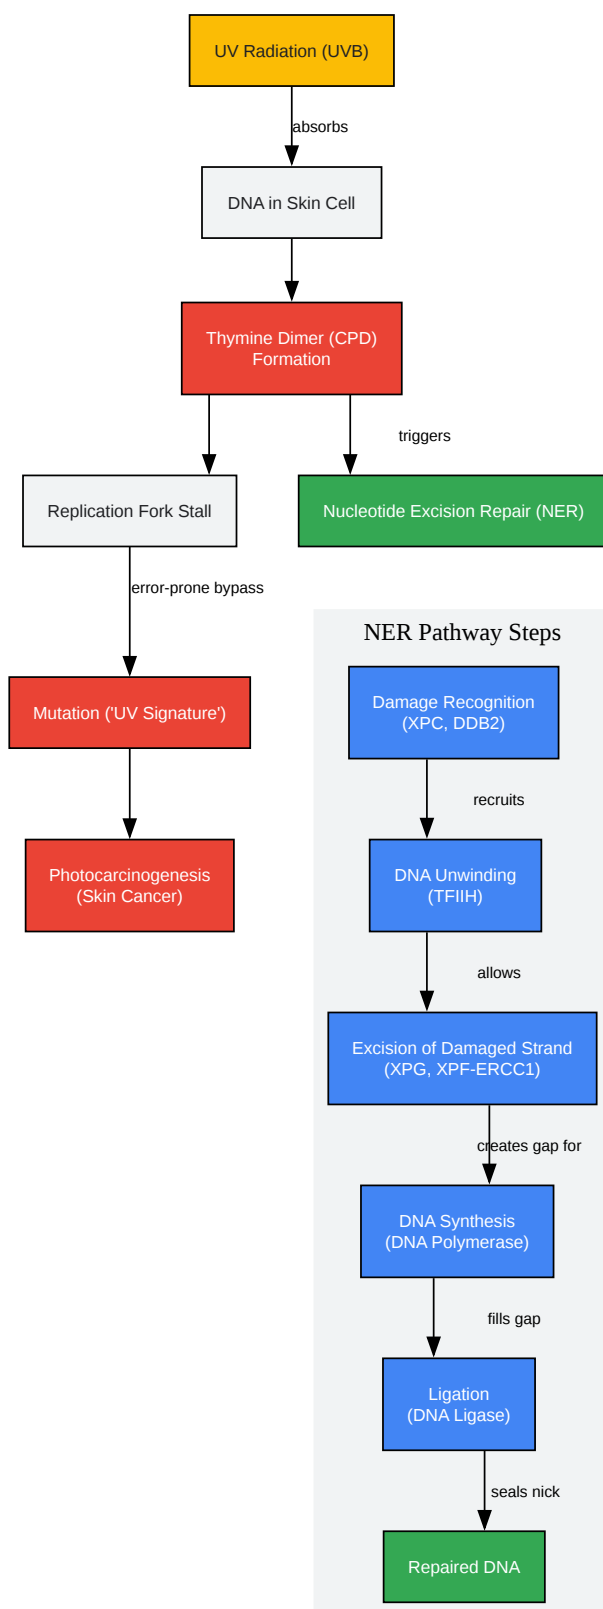 UV Radiation (UVB)
absorbs
DNA in Skin Cell
Thymine Dimer (CPD)
Formation
triggers
Replication Fork Stall
Nucleotide Excision Repair (NER)
error-prone bypass
Mutation ('UV Signature')
Photocarcinogenesis
(Skin Cancer)
NER Pathway Steps
Damage Recognition
(XPC, DDB2)
recruits
DNA Unwinding
(TFIIH)
allows
Excision of Damaged Strand
(XPG, XPF-ERCC1)
creates gap for
DNA Synthesis
(DNA Polymerase)
fills gap
Ligation
(DNA Ligase)
seals nick
Repaired DNA